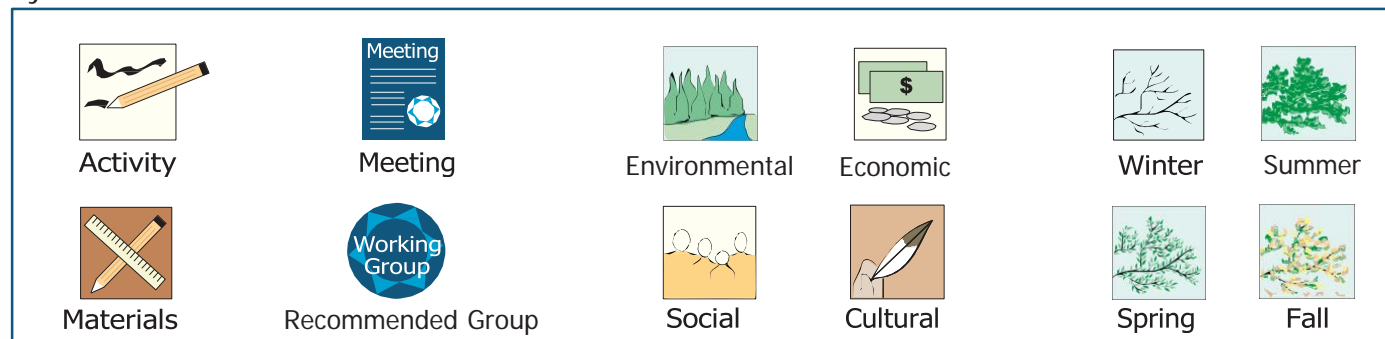 Meeting
$
Activity
Meeting
Environmental
Economic
Winter
Summer
Working
Group
Materials
Recommended Group
Social
Cultural
Spring
Fall